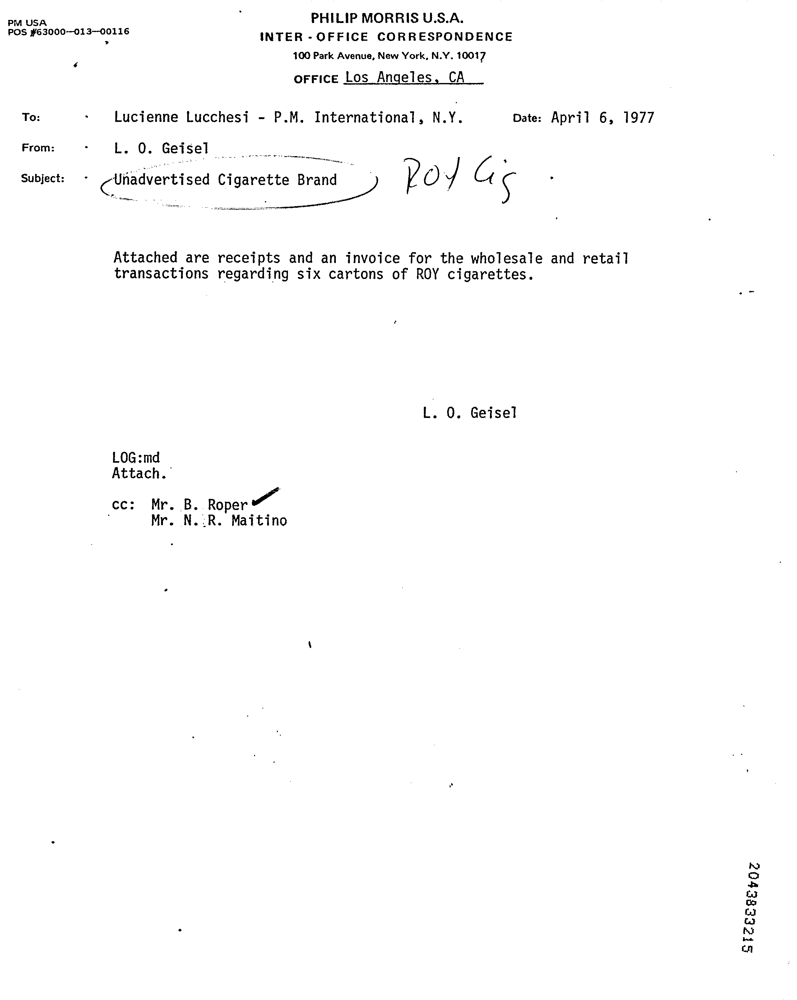 PM USA
POS #63000—013—00116
PHILIP MORRIS U.S.A.
INTER - OFFICE CORRESPONDENCE
100 Park Avenue, New York, N.Y. 10017
OFFICE Los Angeles, CA
To: Lucienne Lucchesi - P.M. International, N.Y. Date: April 6, 1977
From: L. O. Geisel
Subject: Unadvertised Cigarette Brand ROY Cig
Attached are receipts and an invoice for the wholesale and retail
transactions regarding six cartons of ROY cigarettes.
L. O. Geisel
LOG:md
Attach.
cc: Mr. B. Roper
Mr. N. R. Maitino
2043833215